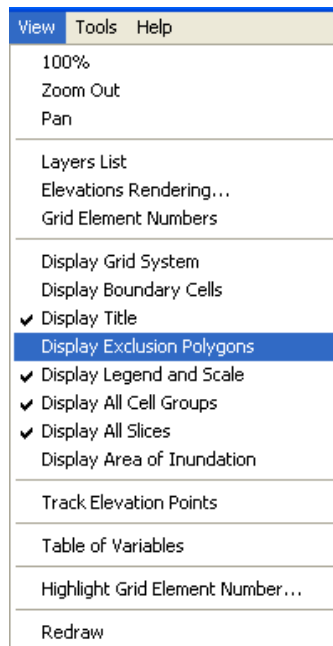 View Tools Help
100%
Zoom Out
Pan
Layers List
Elevations Rendering...
Grid Element Numbers
Display Grid System
Display Boundary Cells
Display Title
Display Exclusion Polygons
Display Legend and Scale
Display All Cell Groups
Display All Slices
Display Area of Inundation
Track Elevation Points
Table of Variables
Highlight Grid Element Number...
Redraw